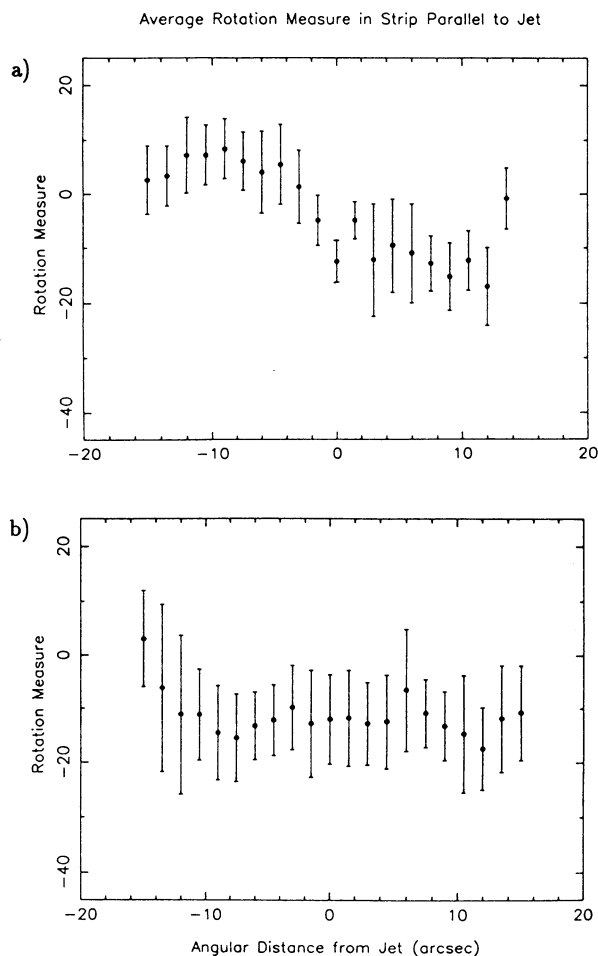 Average Rotation Measure in Strip Parallel to Jet
a)
20
0
−20
−40
Rotation Measure
−20 −10 0 10 20
b)
20
0
−20
−40
Rotation Measure
−20 −10 0 10 20
Angular Distance from Jet (arcsec)